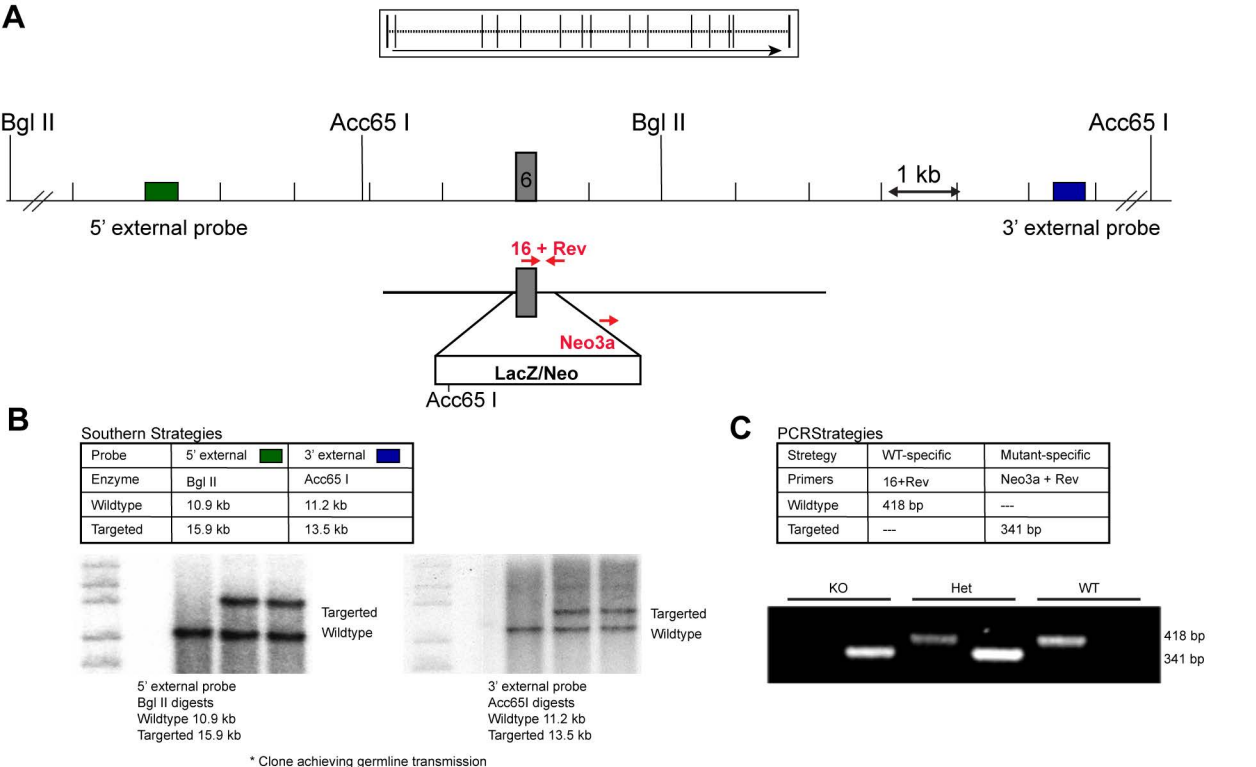 A
Bgl II
Acc65 I
Bgl II
Acc65 I
6
1 kb
5’ external probe
3’ external probe
16 + Rev
Neo3a
LacZ/Neo
Acc65 I
B
Southern Strategies
Probe 5’ external 3’ external
Enzyme Bgl II Acc65 I
Wildtype 10.9 kb 11.2 kb
Targeted 15.9 kb 13.5 kb
Targerted
Wildtype
Targerted
Wildtype
5’ external probe
Bgl II digests
Wildtype 10.9 kb
Targeted 15.9 kb
3’ external probe
Acc65I digests
Wildtype 11.2 kb
Targeted 13.5 kb
* Clone achieving germline transmission
C
PCRStrategies
Stretegy WT-specific Mutant-specific
Primers 16+Rev Neo3a + Rev
Wildtype 418 bp ---
Targeted --- 341 bp
KO Het WT
418 bp
341 bp